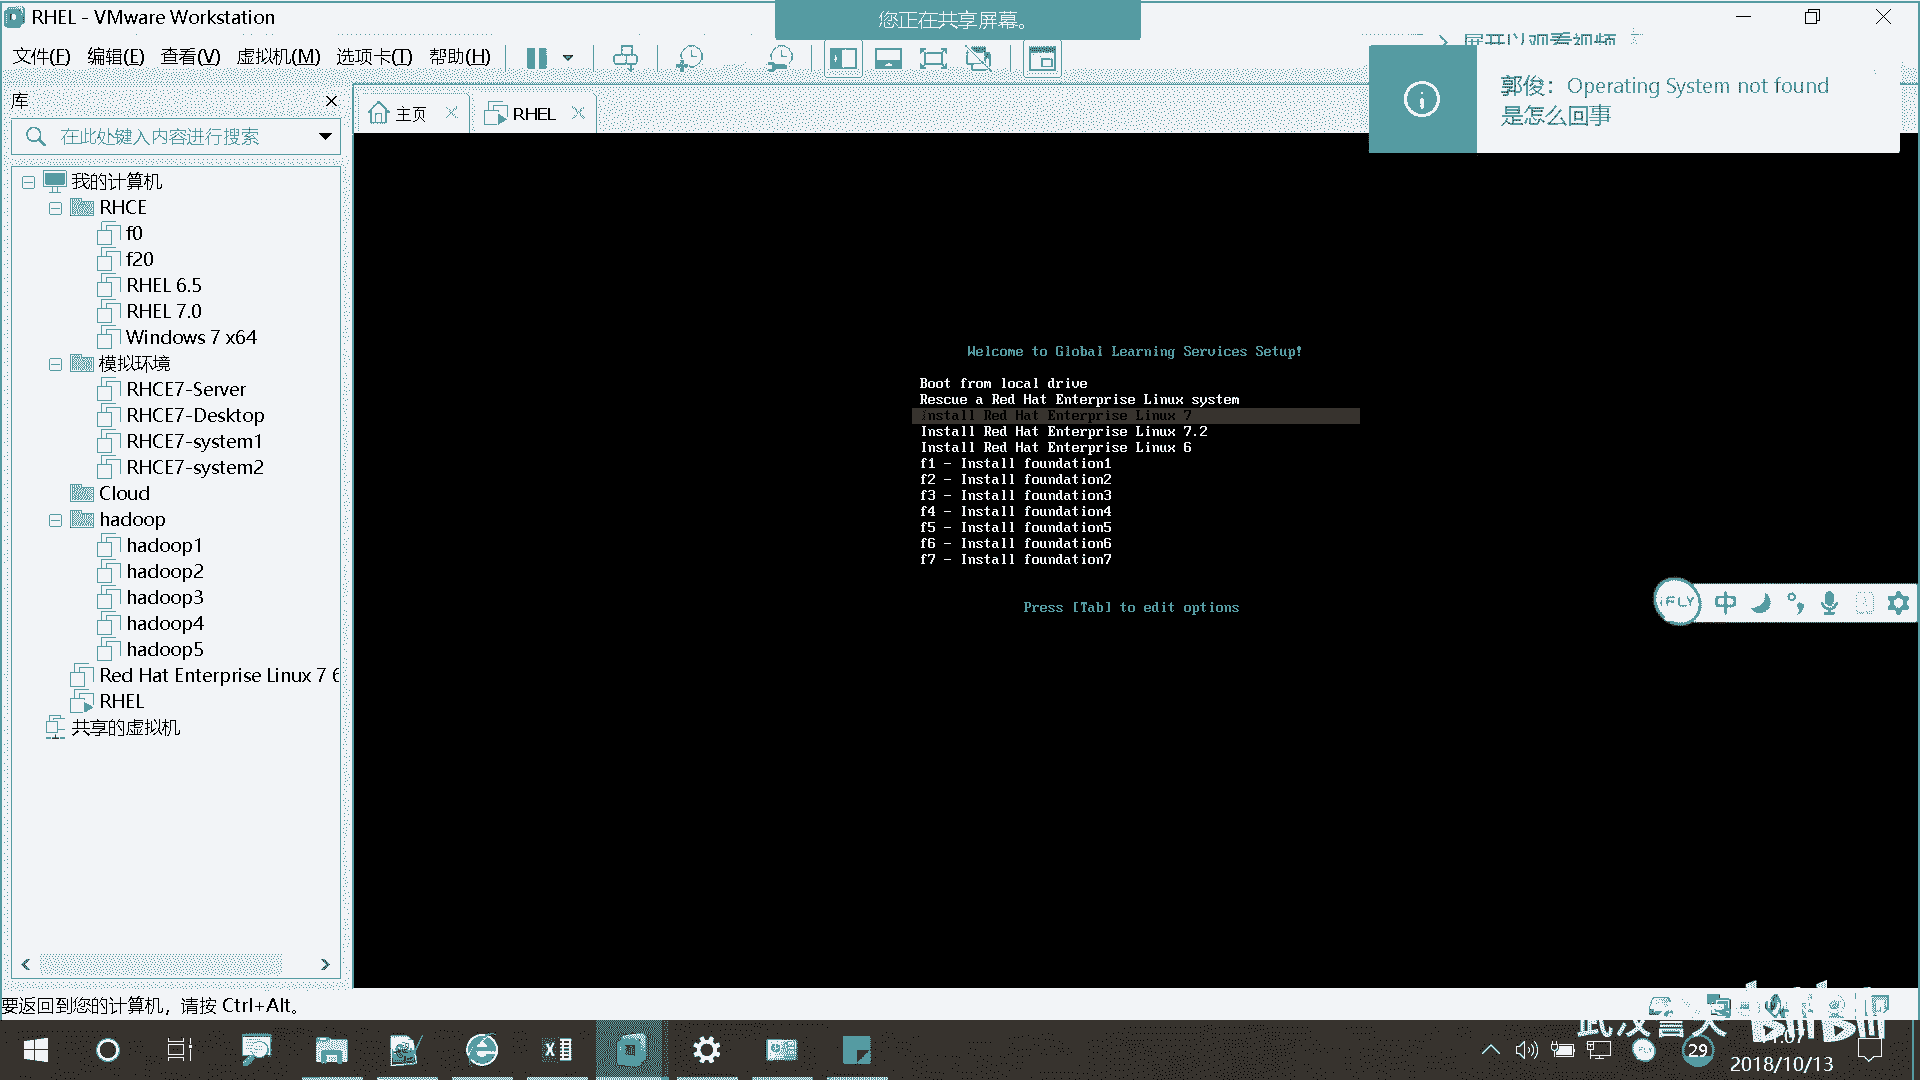 RHEL - VMware Workstation
您正在共享屏幕。
文件(F) 编辑(E) 查看(V) 虚拟机(M) 选项卡(T) 帮助(H)
展开以观看视频
郭俊：Operating System not found
是怎么回事
库
主页
RHEL
在此处键入内容进行搜索
我的计算机
RHCE
f0
f20
RHEL 6.5
RHEL 7.0
Windows 7 x64
模拟环境
RHCE7-Server
RHCE7-Desktop
RHCE7-system1
RHCE7-system2
Cloud
hadoop
hadoop1
hadoop2
hadoop3
hadoop4
hadoop5
Red Hat Enterprise Linux 7 6
RHEL
共享的虚拟机
Welcome to Global Learning Services Setup!
Boot from local drive
Rescue a Red Hat Enterprise Linux system
Install Red Hat Enterprise Linux 7
Install Red Hat Enterprise Linux 7.2
Install Red Hat Enterprise Linux 6
f1 - Install foundation1
f2 - Install foundation2
f3 - Install foundation3
f4 - Install foundation4
f5 - Install foundation5
f6 - Install foundation6
f7 - Install foundation7
Press [Tab] to edit options
iFLY 中
要返回到您的计算机，请按 Ctrl+Alt。
bilibili
29
2018/10/13